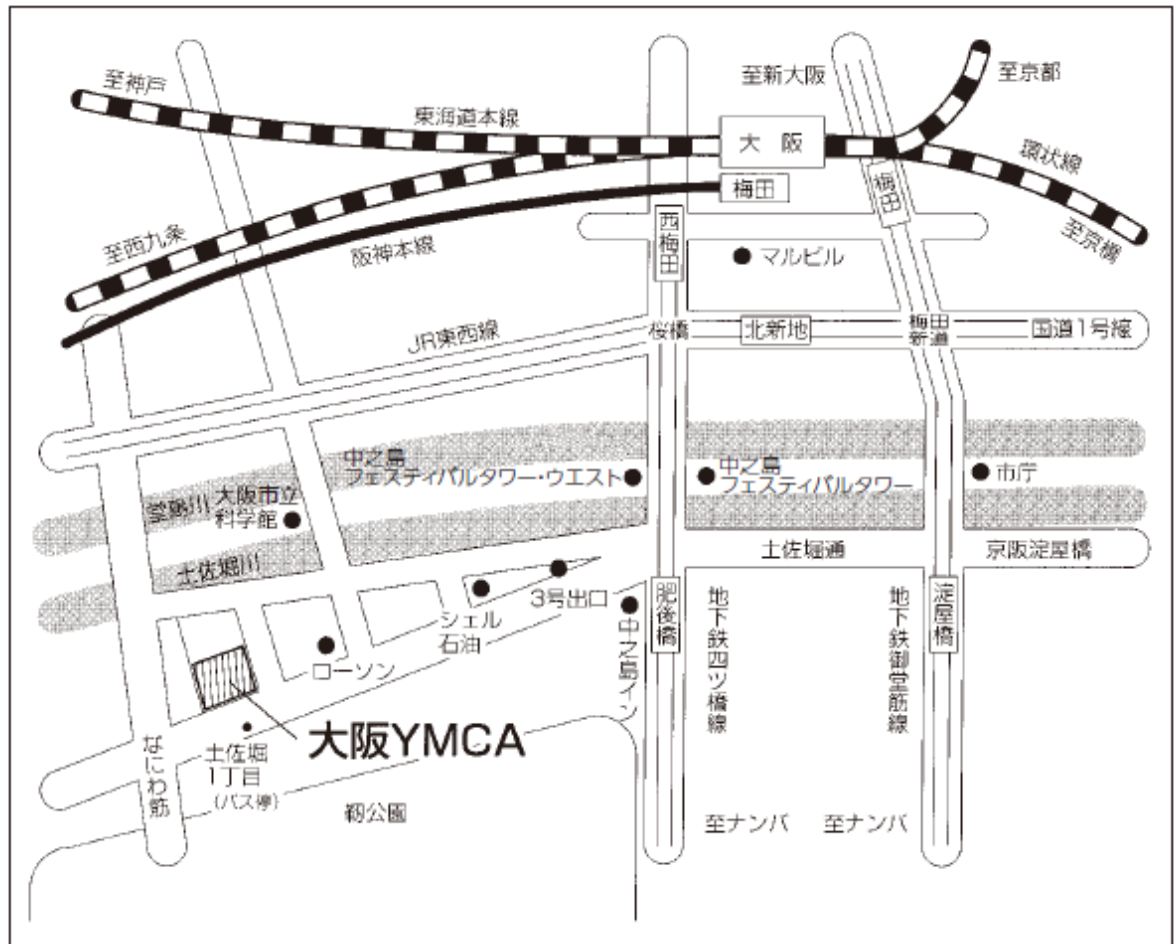 至神戸
東海道本線
至新大阪
至京都
大阪
梅田
環状線
至京橋
梅田
西梅田
マルビル
至西九条
阪神本線
JR東西線
桜橋
北新地
梅田
新道
国道1号線
中之島
フェスティバルタワー・ウエスト
中之島
フェスティバルタワー
市庁
堂島川
大阪市立
科学館
土佐堀川
土佐堀通
京阪淀屋橋
シェル
石油
3号出口
肥後橋
中之島イン
地下鉄四ツ橋線
地下鉄御堂筋線
淀屋橋
ローソン
大阪YMCA
なにわ筋
土佐堀
1丁目
(バス停)
靭公園
至ナンバ
至ナンバ